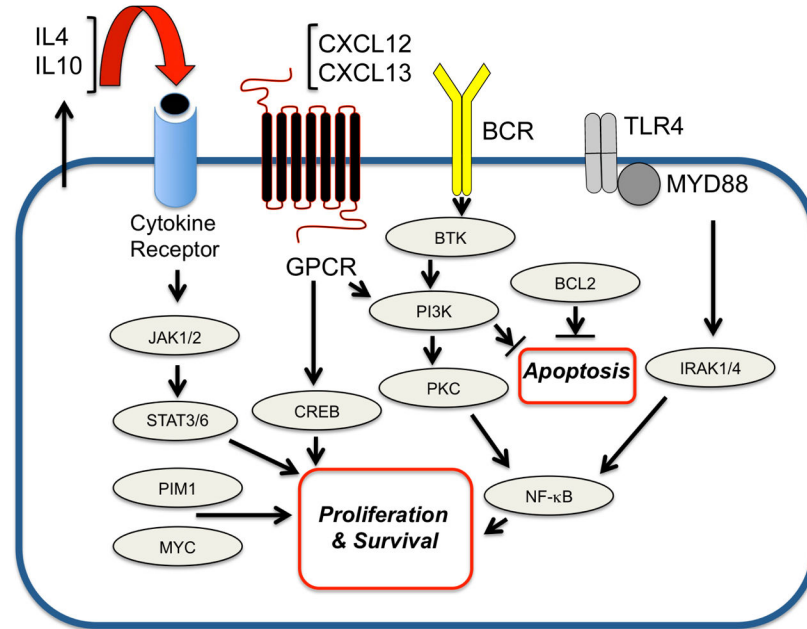 IL4
IL10
CXCL12
CXCL13
BCR
TLR4
MYD88
Cytokine
Receptor
GPCR
BTK
BCL2
PI3K
JAK1/2
Apoptosis
IRAK1/4
PKC
STAT3/6
CREB
PIM1
NF-κB
Proliferation
& Survival
MYC